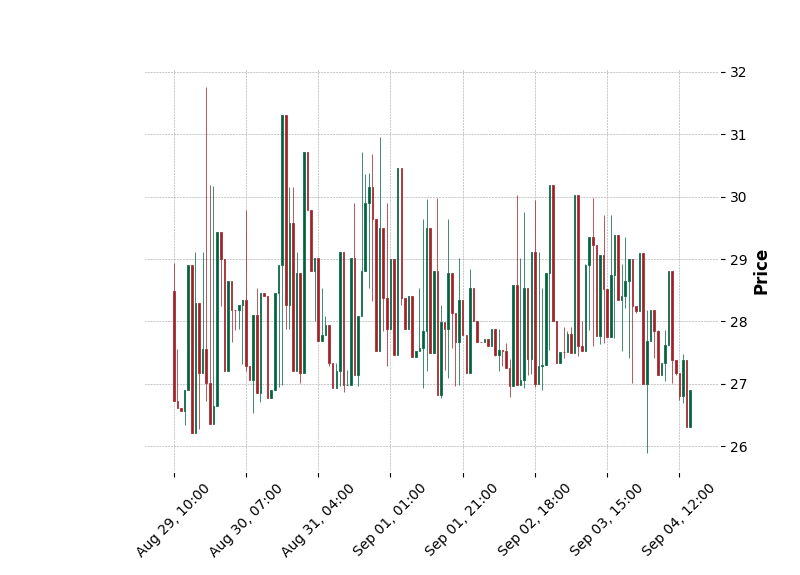 32
31
30
29
28
27
26
Price
Aug 29, 10:00
Aug 30, 07:00
Aug 31, 04:00
Sep 01, 01:00
Sep 01, 21:00
Sep 02, 18:00
Sep 03, 15:00
Sep 04, 12:00